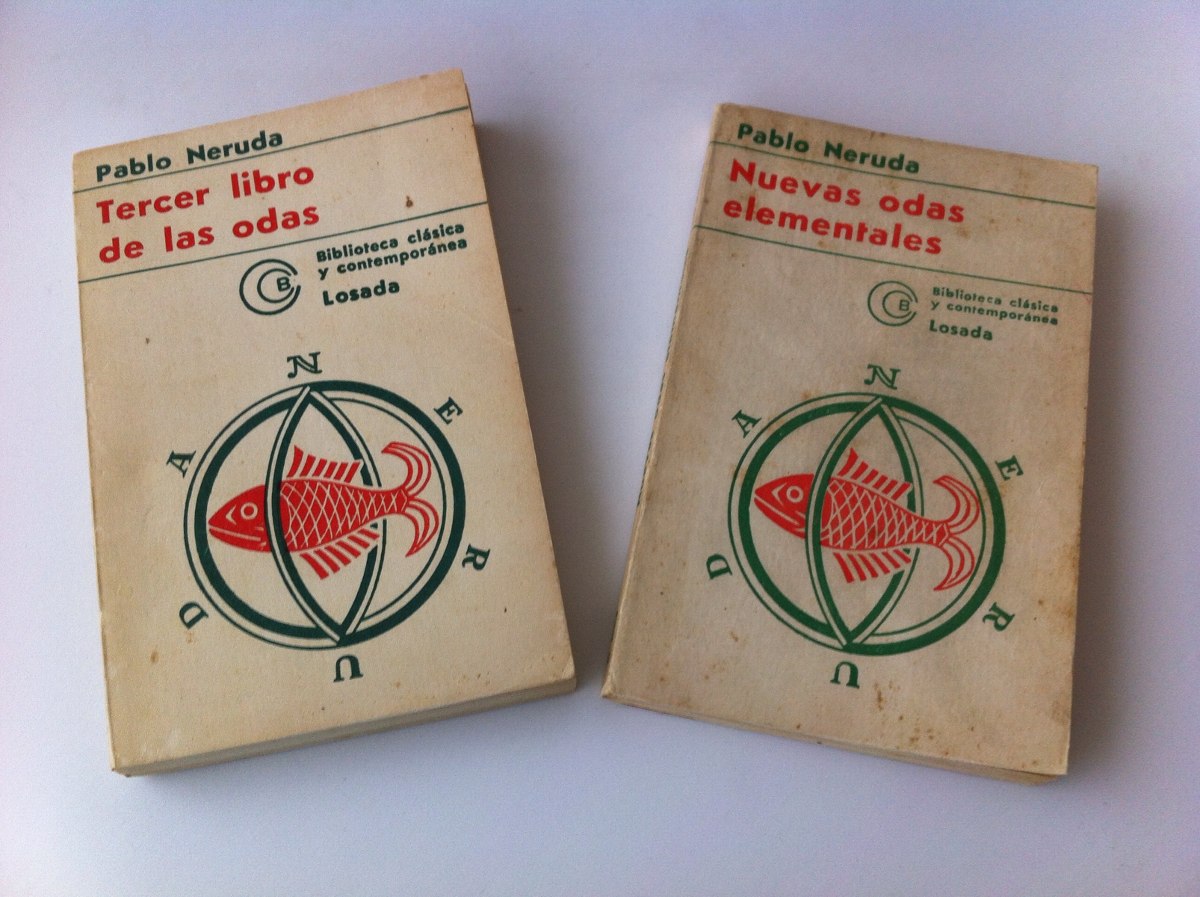 Pablo Neruda
Tercer libro
de las odas
B
Biblioteca clásica
y contemporánea
Losada
N E R U D A
Pablo Neruda
Nuevas odas
elementales
B
Biblioteca clásica
y contemporánea
Losada
N E R U D A